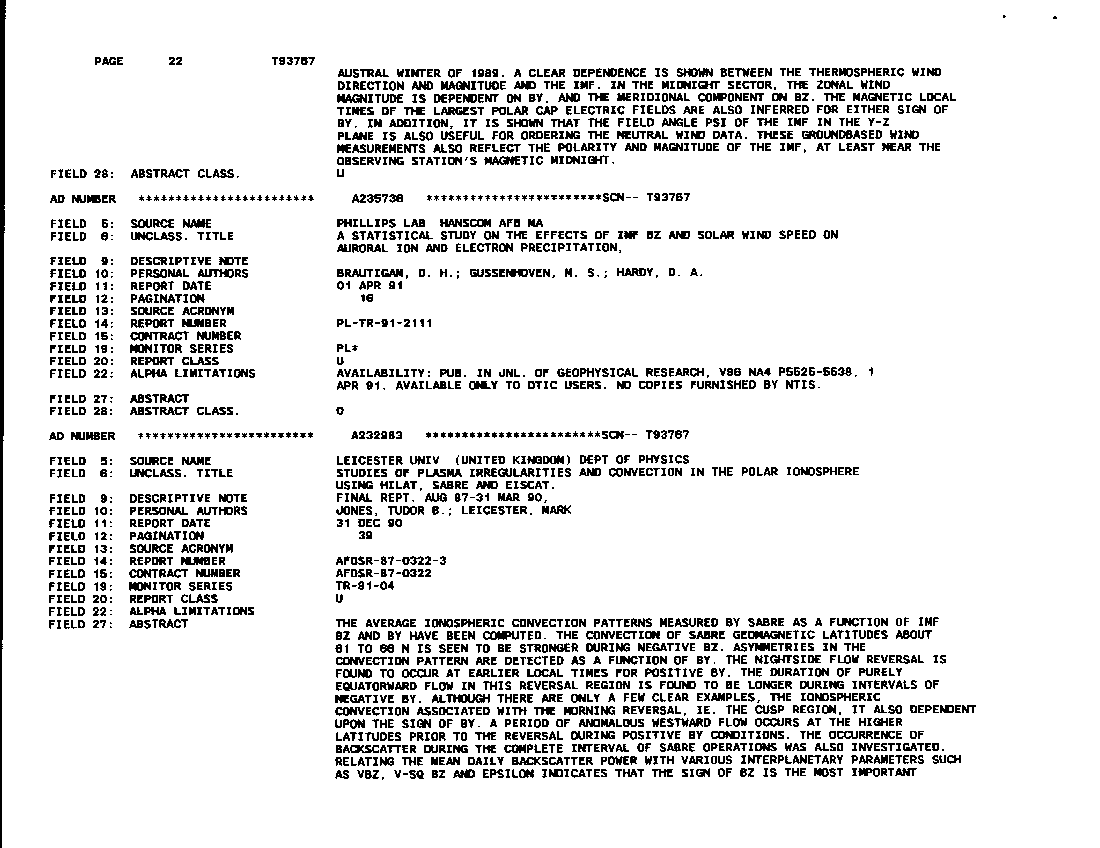 PAGE 22 T93767
AUSTRAL WINTER OF 1989. A CLEAR DEPENDENCE IS SHOWN BETWEEN THE THERMOSPHERIC WIND
DIRECTION AND MAGNITUDE AND THE IMF. IN THE MIDNIGHT SECTOR, THE ZONAL WIND
MAGNITUDE IS DEPENDENT ON BY, AND THE MERIDIONAL COMPONENT ON BZ. THE MAGNETIC LOCAL
TIMES OF THE LARGEST POLAR CAP ELECTRIC FIELDS ARE ALSO INFERRED FOR EITHER SIGN OF
BY. IN ADDITION, IT IS SHOWN THAT THE FIELD ANGLE PSI OF THE IMF IN THE Y-Z
PLANE IS ALSO USEFUL FOR ORDERING THE NEUTRAL WIND DATA. THESE GROUNDBASED WIND
MEASUREMENTS ALSO REFLECT THE POLARITY AND MAGNITUDE OF THE IMF, AT LEAST NEAR THE
OBSERVING STATION'S MAGNETIC MIDNIGHT.
FIELD 28: ABSTRACT CLASS. U
AD NUMBER ************************ A235738 ************************SCN-- T93767
FIELD 5: SOURCE NAME PHILLIPS LAB HANSCOM AFB MA
FIELD 6: UNCLASS. TITLE A STATISTICAL STUDY ON THE EFFECTS OF IMF BZ AND SOLAR WIND SPEED ON
AURORAL ION AND ELECTRON PRECIPITATION,
FIELD 9: DESCRIPTIVE NOTE
FIELD 10: PERSONAL AUTHORS BRAUTIGAM, D. H.; GUSSENHOVEN, M. S.; HARDY, D. A.
FIELD 11: REPORT DATE 01 APR 91
FIELD 12: PAGINATION 16
FIELD 13: SOURCE ACRONYM
FIELD 14: REPORT NUMBER PL-TR-91-2111
FIELD 15: CONTRACT NUMBER
FIELD 19: MONITOR SERIES PL*
FIELD 20: REPORT CLASS U
FIELD 22: ALPHA LIMITATIONS AVAILABILITY: PUB. IN JNL. OF GEOPHYSICAL RESEARCH, V96 NA4 P5525-5538, 1
APR 91. AVAILABLE ONLY TO DTIC USERS. NO COPIES FURNISHED BY NTIS.
FIELD 27: ABSTRACT
FIELD 28: ABSTRACT CLASS. 0
AD NUMBER ************************ A232983 ************************SCN-- T93767
FIELD 5: SOURCE NAME LEICESTER UNIV (UNITED KINGDOM) DEPT OF PHYSICS
FIELD 6: UNCLASS. TITLE STUDIES OF PLASMA IRREGULARITIES AND CONVECTION IN THE POLAR IONOSPHERE
USING HILAT, SABRE AND EISCAT.
FIELD 9: DESCRIPTIVE NOTE FINAL REPT. AUG 87-31 MAR 90,
FIELD 10: PERSONAL AUTHORS JONES, TUDOR B.; LEICESTER, MARK
FIELD 11: REPORT DATE 31 DEC 90
FIELD 12: PAGINATION 39
FIELD 13: SOURCE ACRONYM
FIELD 14: REPORT NUMBER AFOSR-87-0322-3
FIELD 15: CONTRACT NUMBER AFOSR-87-0322
FIELD 19: MONITOR SERIES TR-91-04
FIELD 20: REPORT CLASS U
FIELD 22: ALPHA LIMITATIONS
FIELD 27: ABSTRACT THE AVERAGE IONOSPHERIC CONVECTION PATTERNS MEASURED BY SABRE AS A FUNCTION OF IMF
BZ AND BY HAVE BEEN COMPUTED. THE CONVECTION OF SABRE GEOMAGNETIC LATITUDES ABOUT
61 TO 66 N IS SEEN TO BE STRONGER DURING NEGATIVE BZ. ASYMMETRIES IN THE
CONVECTION PATTERN ARE DETECTED AS A FUNCTION OF BY. THE NIGHTSIDE FLOW REVERSAL IS
FOUND TO OCCUR AT EARLIER LOCAL TIMES FOR POSITIVE BY. THE DURATION OF PURELY
EQUATORWARD FLOW IN THIS REVERSAL REGION IS FOUND TO BE LONGER DURING INTERVALS OF
NEGATIVE BY. ALTHOUGH THERE ARE ONLY A FEW CLEAR EXAMPLES, THE IONOSPHERIC
CONVECTION ASSOCIATED WITH THE MORNING REVERSAL, IE. THE CUSP REGION, IT ALSO DEPENDENT
UPON THE SIGN OF BY. A PERIOD OF ANOMALOUS WESTWARD FLOW OCCURS AT THE HIGHER
LATITUDES PRIOR TO THE REVERSAL DURING POSITIVE BY CONDITIONS. THE OCCURRENCE OF
BACKSCATTER DURING THE COMPLETE INTERVAL OF SABRE OPERATIONS WAS ALSO INVESTIGATED.
RELATING THE MEAN DAILY BACKSCATTER POWER WITH VARIOUS INTERPLANETARY PARAMETERS SUCH
AS VBZ, V-SQ BZ AND EPSILON INDICATES THAT THE SIGN OF BZ IS THE MOST IMPORTANT